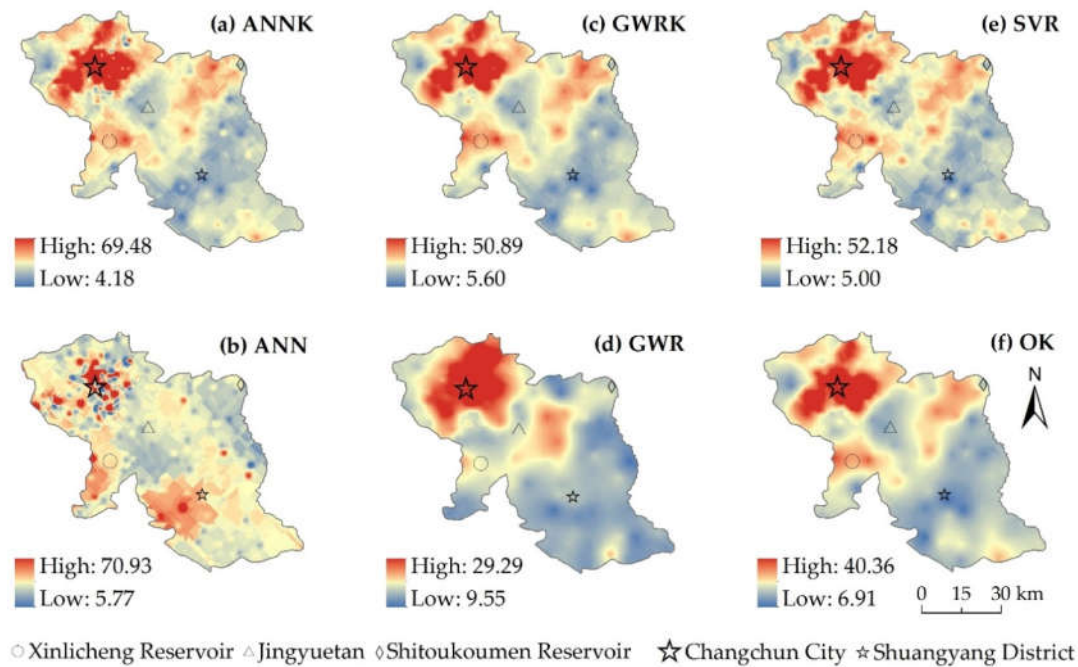 (a) ANNK
High: 69.48
Low: 4.18
(c) GWRK
High: 50.89
Low: 5.60
(e) SVR
High: 52.18
Low: 5.00
(b) ANN
High: 70.93
Low: 5.77
(d) GWR
High: 29.29
Low: 9.55
(f) OK
N
High: 40.36
Low: 6.91
0 15 30 km
Xinlicheng Reservoir Jingyuetan Shitoukoumen Reservoir Changchun City Shuangyang District